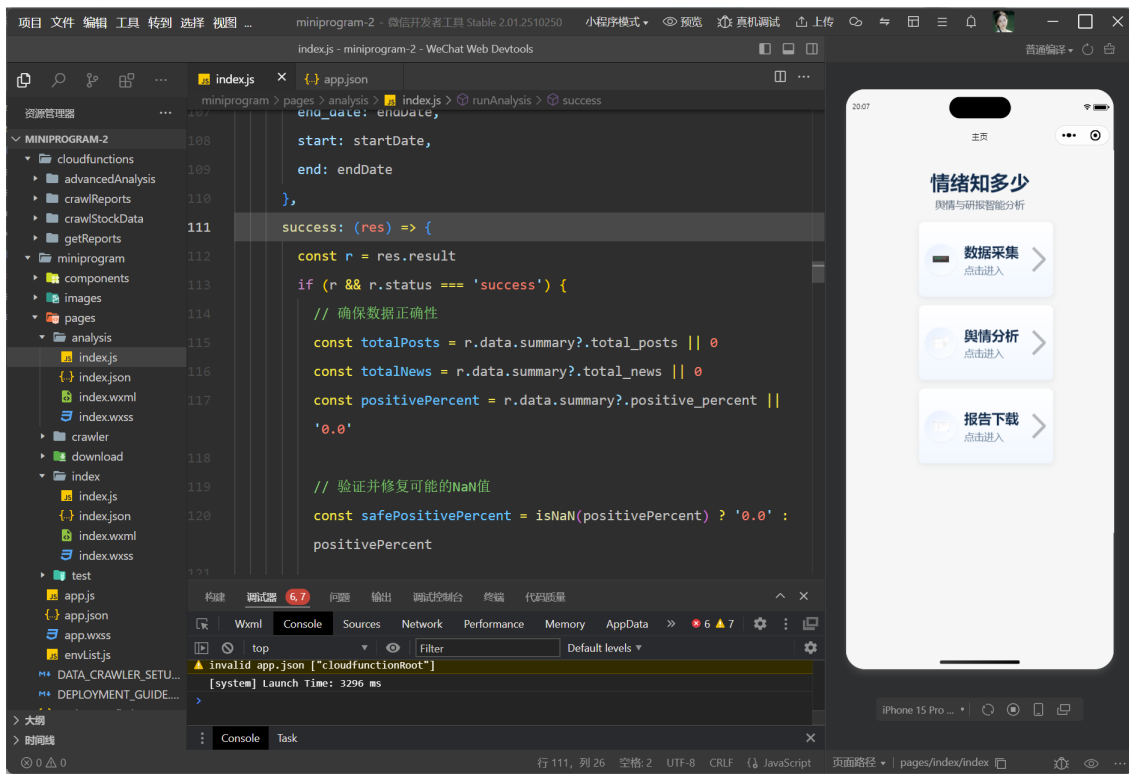 项目 文件 编辑 工具 转到 选择 视图 ... miniprogram-2 - 微信开发者工具 Stable 2.01.2510250 小程序模式 预览 真机调试 上传
index.js - miniprogram-2 - WeChat Web Devtools
普通编译
index.js
{..} app.json
miniprogram > pages > analysis > index.js > runAnalysis > success
资源管理器
MINIPROGRAM-2
cloudfunctions
advancedAnalysis
crawlReports
crawlStockData
getReports
miniprogram
components
images
pages
analysis
index.js
index.json
index.wxml
index.wxss
crawler
download
index
index.js
index.json
index.wxml
index.wxss
test
app.js
app.json
app.wxss
envList.js
DATA_CRAWLER_SETU...
DEPLOYMENT_GUIDE....
大纲
时间线
107 end_date: endDate,
108 start: startDate,
109 end: endDate
110 },
111 success: (res) => {
112 const r = res.result
113 if (r && r.status === 'success') {
114 // 确保数据正确性
115 const totalPosts = r.data.summary?.total_posts || 0
116 const totalNews = r.data.summary?.total_news || 0
117 const positivePercent = r.data.summary?.positive_percent ||
'0.0'
118
119 // 验证并修复可能的NaN值
120 const safePositivePercent = isNaN(positivePercent) ? '0.0' :
positivePercent
121
构建 调试器 6, 7 问题 输出 调试控制台 终端 代码质量
Wxml Console Sources Network Performance Memory AppData » 6 7
top Filter Default levels
invalid app.json ["cloudfunctionRoot"]
[system] Launch Time: 3296 ms
>
Console Task
20:07
主页
情绪知多少
舆情与研报智能分析
数据采集
点击进入
舆情分析
点击进入
报告下载
点击进入
iPhone 15 Pro ...
0 0 行 111，列 26 空格: 2 UTF-8 CRLF JavaScript 页面路径 pages/index/index